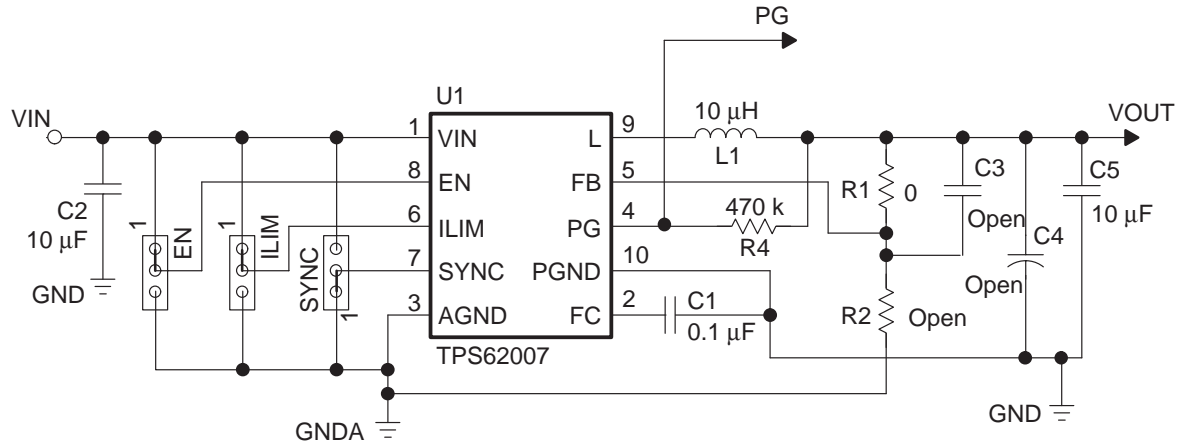 PG
U1
VIN
10 μH
VOUT
1
VIN
L
9
L1
C3
C5
8
EN
FB
5
R1
0
C2
10 μF
1
EN
1
ILIM
6
ILIM
PG
4
470 k
R4
Open
10 μF
C4
SYNC
1
7
SYNC
PGND
10
GND
Open
3
AGND
FC
2
C1
0.1 μF
R2
Open
TPS62007
GNDA
GND